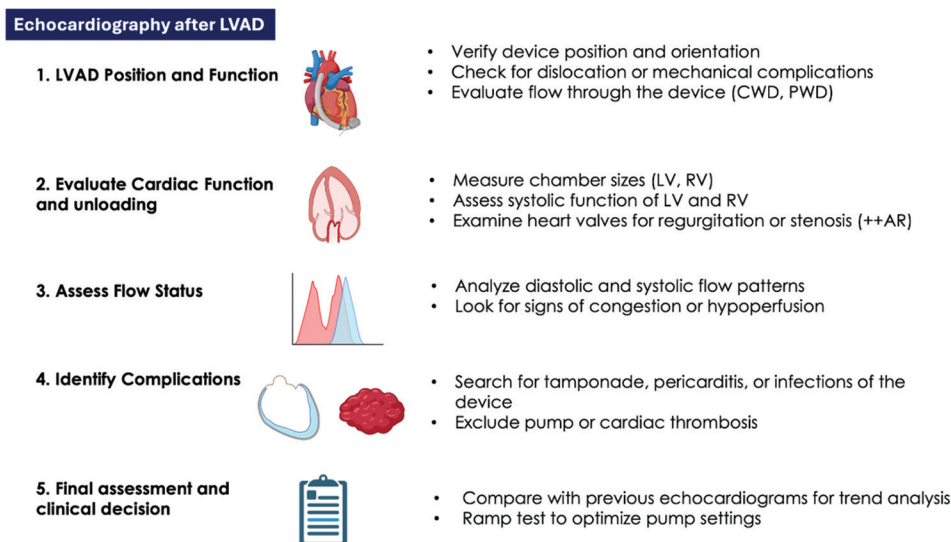 Echocardiography after LVAD
1. LVAD Position and Function
• Verify device position and orientation
• Check for dislocation or mechanical complications
• Evaluate flow through the device (CWD, PWD)
2. Evaluate Cardiac Function
and unloading
• Measure chamber sizes (LV, RV)
• Assess systolic function of LV and RV
• Examine heart valves for regurgitation or stenosis (++AR)
3. Assess Flow Status
• Analyze diastolic and systolic flow patterns
• Look for signs of congestion or hypoperfusion
4. Identify Complications
• Search for tamponade, pericarditis, or infections of the
device
• Exclude pump or cardiac thrombosis
5. Final assessment and
clinical decision
• Compare with previous echocardiograms for trend analysis
• Ramp test to optimize pump settings